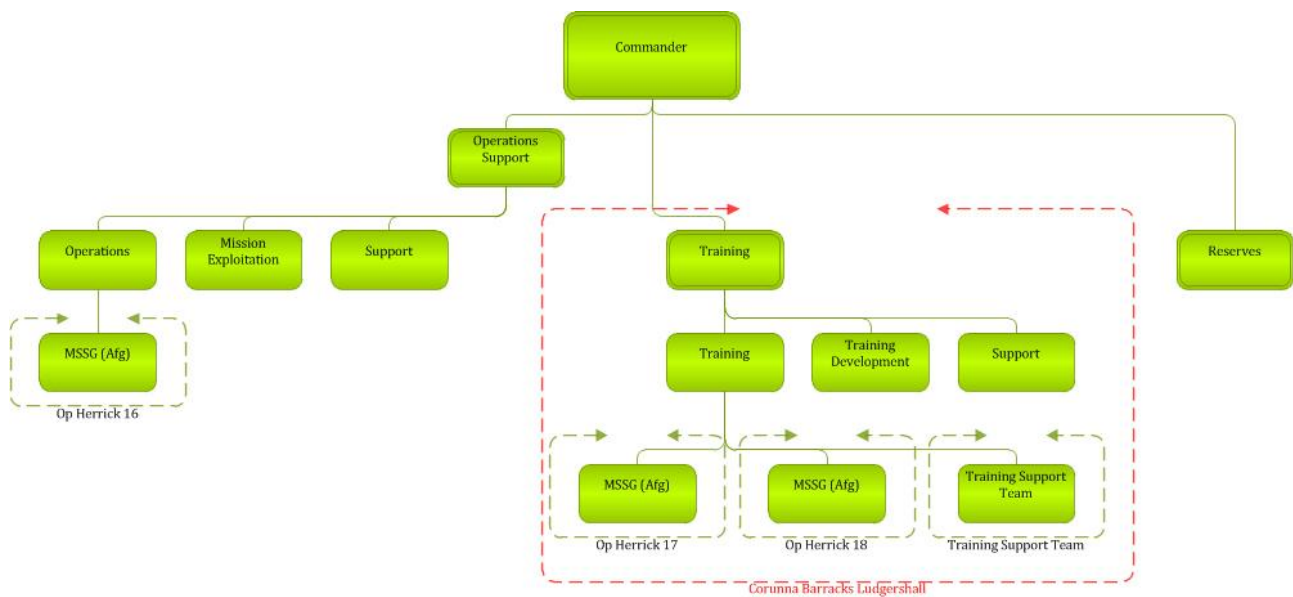 Commander
Operations
Support
Operations
Mission
Exploitation
Support
Training
Reserves
MSSG (Afg)
Training
Training
Development
Support
Op Herrick 16
MSSG (Afg)
MSSG (Afg)
Training Support
Team
Op Herrick 17
Op Herrick 18
Training Support Team
Corunna Barracks Ludgershall